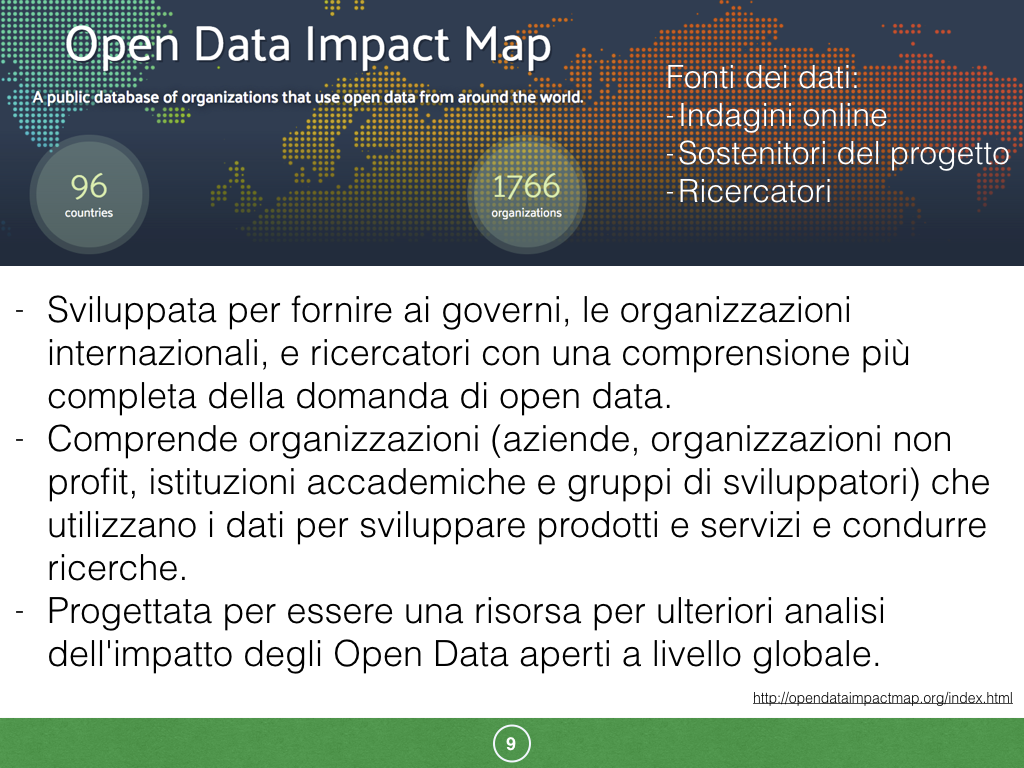 Open Data Impact Map
A public database of organizations that use open data from around the world.
96
countries
1766
organizations
Fonti dei dati:
-Indagini online
-Sostenitori del progetto
-Ricercatori
- Sviluppata per fornire ai governi, le organizzazioni
internazionali, e ricercatori con una comprensione più
completa della domanda di open data.
- Comprende organizzazioni (aziende, organizzazioni non
profit, istituzioni accademiche e gruppi di sviluppatori) che
utilizzano i dati per sviluppare prodotti e servizi e condurre
ricerche.
- Progettata per essere una risorsa per ulteriori analisi
dell'impatto degli Open Data aperti a livello globale.
http://opendataimpactmap.org/index.html
9